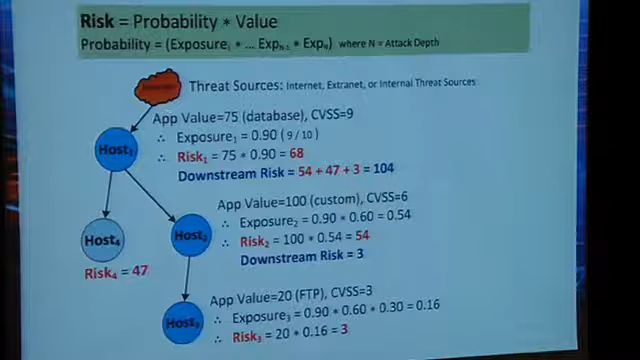 Risk = Probability * Value
Probability = (Exposure₁ * ... Expₙ₋₁ * Expₙ) where N = Attack Depth
Threat Sources: Internet, Extranet, or Internal Threat Sources
App Value=75 (database), CVSS=9
∴ Exposure₁ = 0.90 (9/10)
Host₁
∴ Risk₁ = 75 * 0.90 = 68
Downstream Risk = 54 + 47 + 3 = 104
App Value=100 (custom), CVSS=6
∴ Exposure₂ = 0.90 * 0.60 = 0.54
Host₄
Host₂
∴ Risk₂ = 100 * 0.54 = 54
Downstream Risk = 3
Risk₄ = 47
App Value=20 (FTP), CVSS=3
∴ Exposure₃ = 0.90 * 0.60 * 0.30 = 0.16
Host₃
∴ Risk₃ = 20 * 0.16 = 3